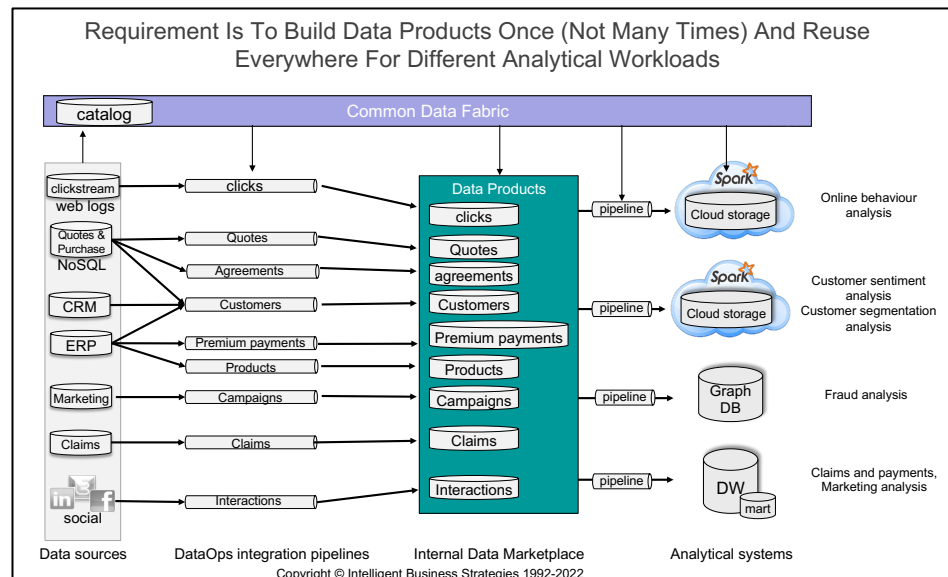 Requirement Is To Build Data Products Once (Not Many Times) And Reuse
Everywhere For Different Analytical Workloads
Common Data Fabric
catalog
clickstream
web logs
Quotes &
Purchase
NoSQL
CRM
ERP
Marketing
Claims
in
f
social
Data sources
clicks
Quotes
Agreements
Customers
Premium payments
Products
Campaigns
Claims
Interactions
DataOps integration pipelines
Data Products
clicks
Quotes
agreements
Customers
Premium payments
Products
Campaigns
Claims
Interactions
Internal Data Marketplace
pipeline
pipeline
pipeline
pipeline
Spark
Cloud storage
Spark
Cloud storage
Graph
DB
DW
mart
Analytical systems
Online behaviour
analysis
Customer sentiment
analysis
Customer segmentation
analysis
Fraud analysis
Claims and payments,
Marketing analysis
Copyright © Intelligent Business Strategies 1992-2022